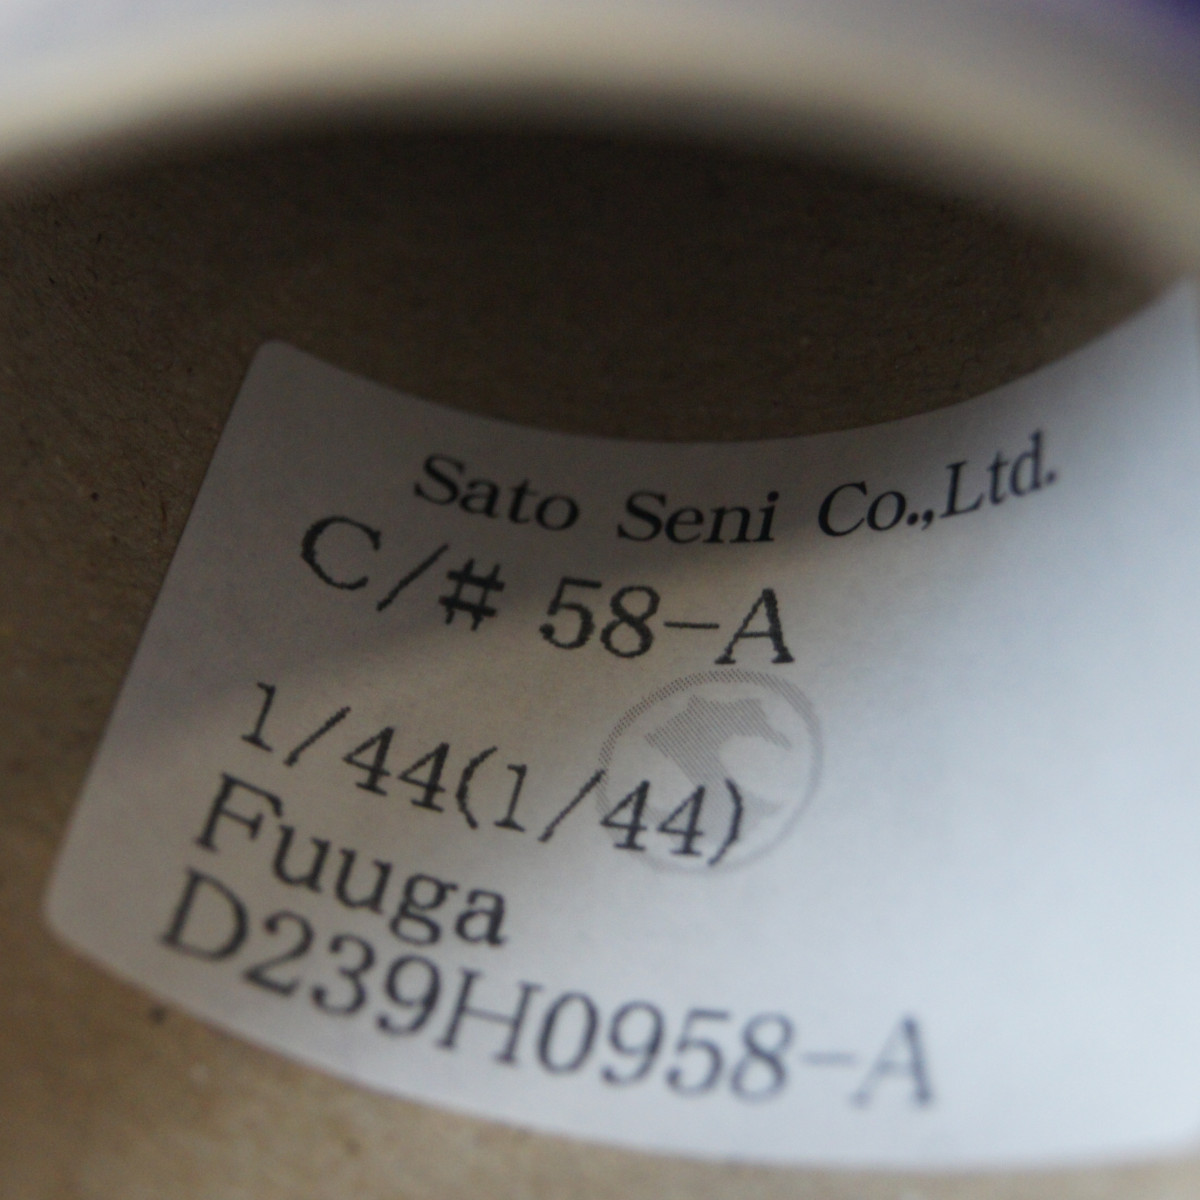 Sato Seni Co.,Ltd.
C/# 58-A
1/44(1/44)
Fuuga
D239H0958-A